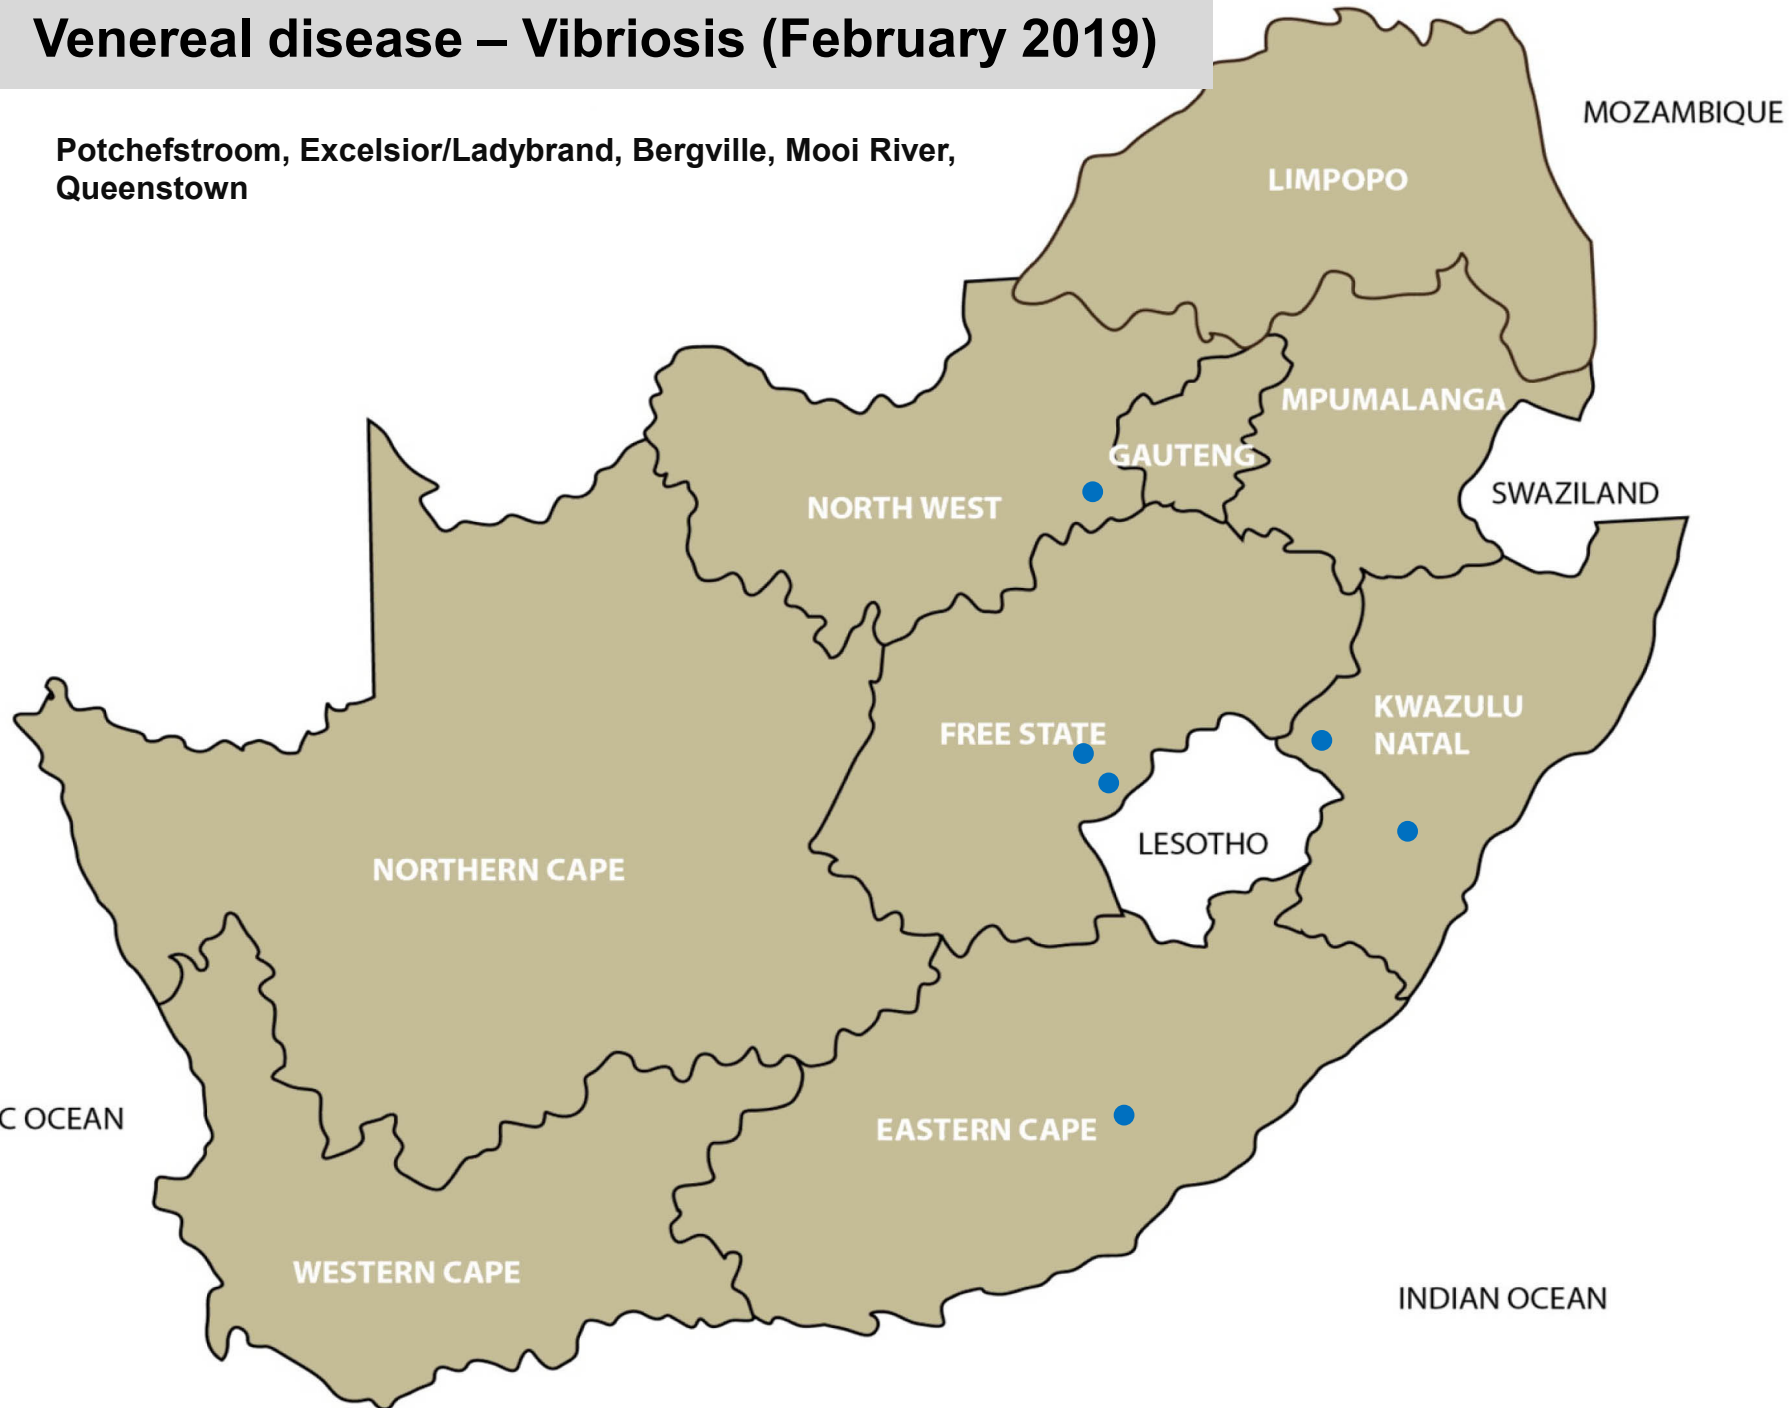 Venereal disease – Vibriosis (February 2019)
Potchefstroom, Excelsior/Ladybrand, Bergville, Mooi River,
Queenstown
MOZAMBIQUE
LIMPOPO
MPUMALANGA
GAUTENG
SWAZILAND
NORTH WEST
KWAZULU
NATAL
FREE STATE
LESOTHO
NORTHERN CAPE
C OCEAN
EASTERN CAPE
WESTERN CAPE
INDIAN OCEAN